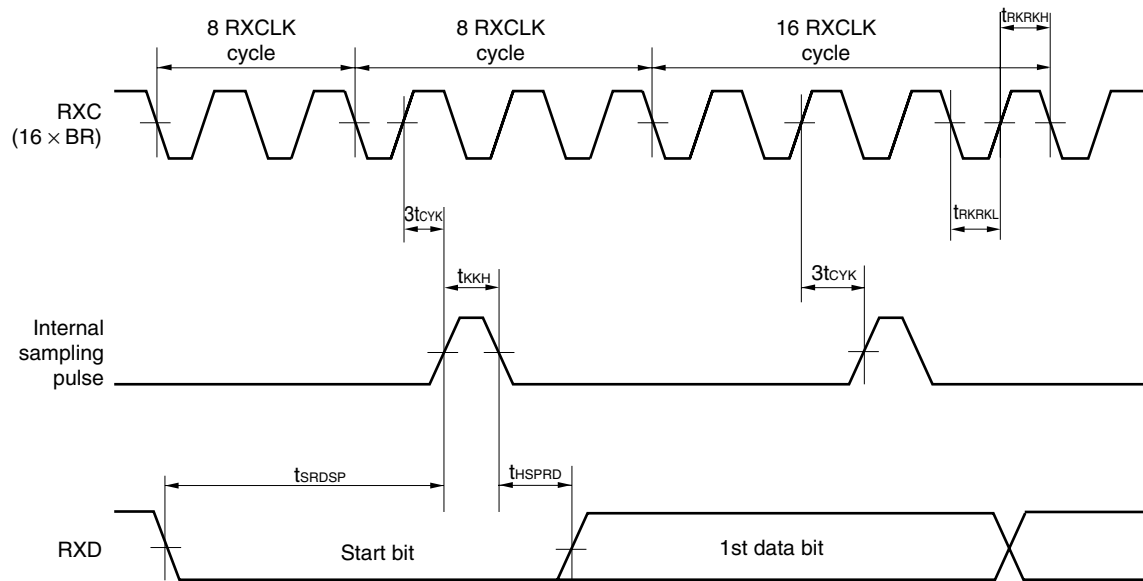 8 RXCLK
cycle
8 RXCLK
cycle
16 RXCLK
cycle
tRKRKH
RXC
(16 × BR)
3tCYK
tRKRKL
tKKH
3tCYK
Internal
sampling
pulse
tSRDSP
tHSPRD
RXD
Start bit
1st data bit